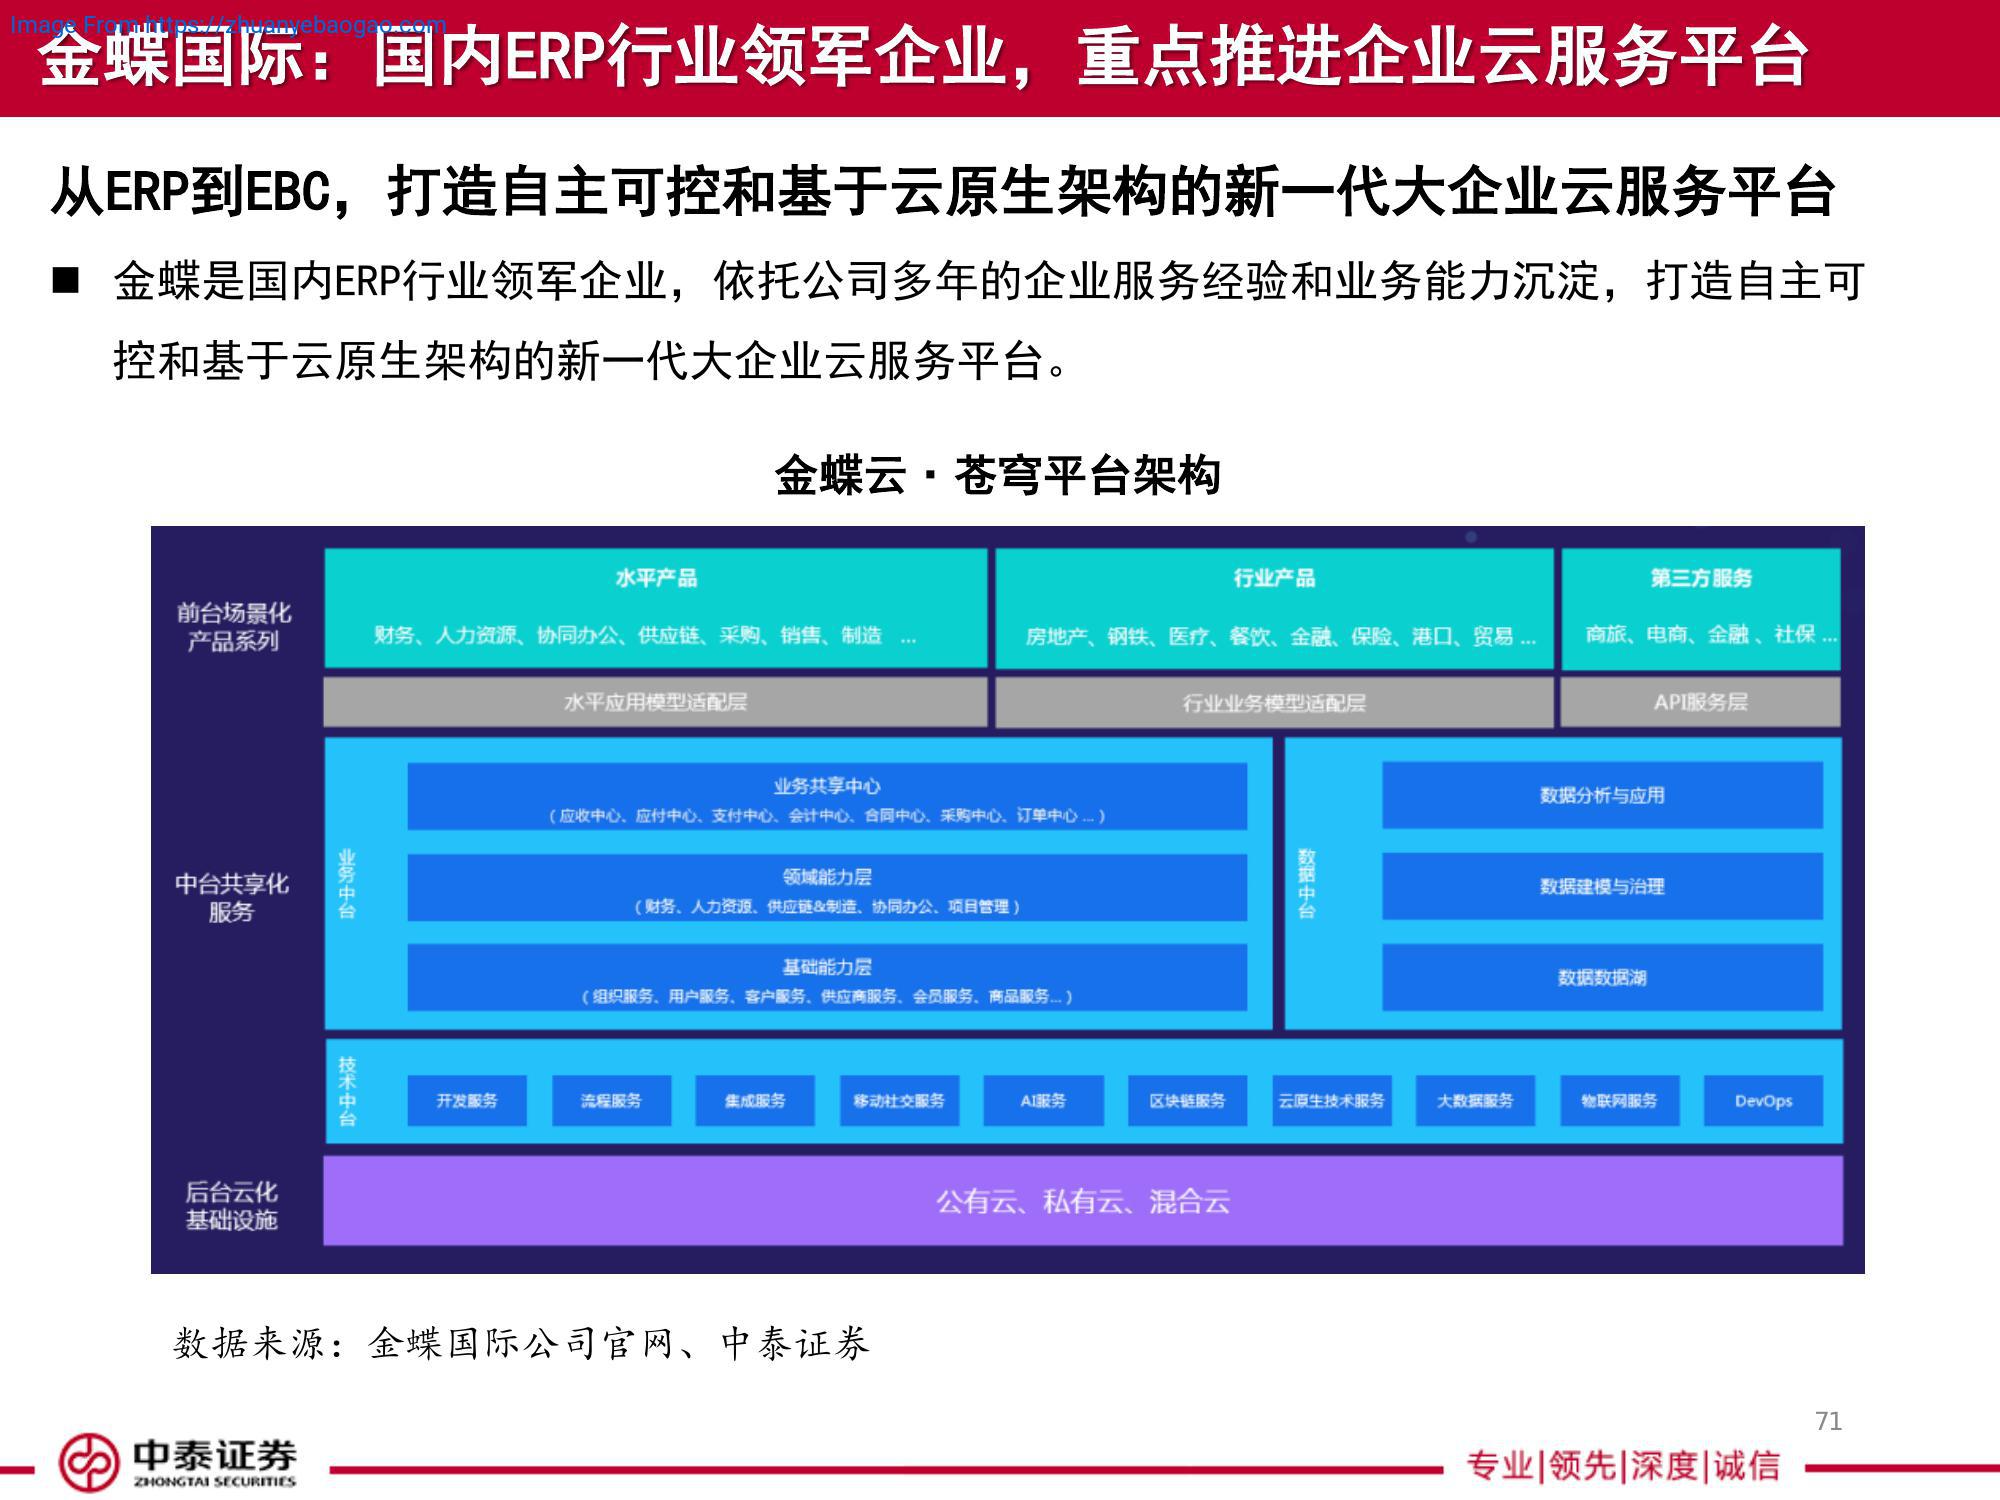 Image From https://zhuanyebaogao.com
金蝶国际：国内ERP行业领军企业，重点推进企业云服务平台
从ERP到EBC，打造自主可控和基于云原生架构的新一代大企业云服务平台
■ 金蝶是国内ERP行业领军企业，依托公司多年的企业服务经验和业务能力沉淀，打造自主可
控和基于云原生架构的新一代大企业云服务平台。
金蝶云·苍穹平台架构
前台场景化
产品系列
水平产品
财务、人力资源、协同办公、供应链、采购、销售、制造 ...
行业产品
房地产、钢铁、医疗、餐饮、金融、保险、港口、贸易 ...
第三方服务
商旅、电商、金融 、社保 ...
水平应用模型适配层
行业业务模型适配层
API服务层
中台共享化
服务
业务中台
业务共享中心
（应收中心、应付中心、支付中心、会计中心、合同中心、采购中心、订单中心 ... ）
领域能力层
（财务、人力资源、供应链&制造、协同办公、项目管理）
基础能力层
（组织服务、用户服务、客户服务、供应商服务、会员服务、商品服务... ）
数据中台
数据分析与应用
数据建模与治理
数据数据湖
技术中台
开发服务
流程服务
集成服务
移动社交服务
AI服务
区块链服务
云原生技术服务
大数据服务
物联网服务
DevOps
后台云化
基础设施
公有云、私有云、混合云
数据来源：金蝶国际公司官网、中泰证券
71
中泰证券
ZHONGTAI SECURITIES
专业|领先|深度|诚信